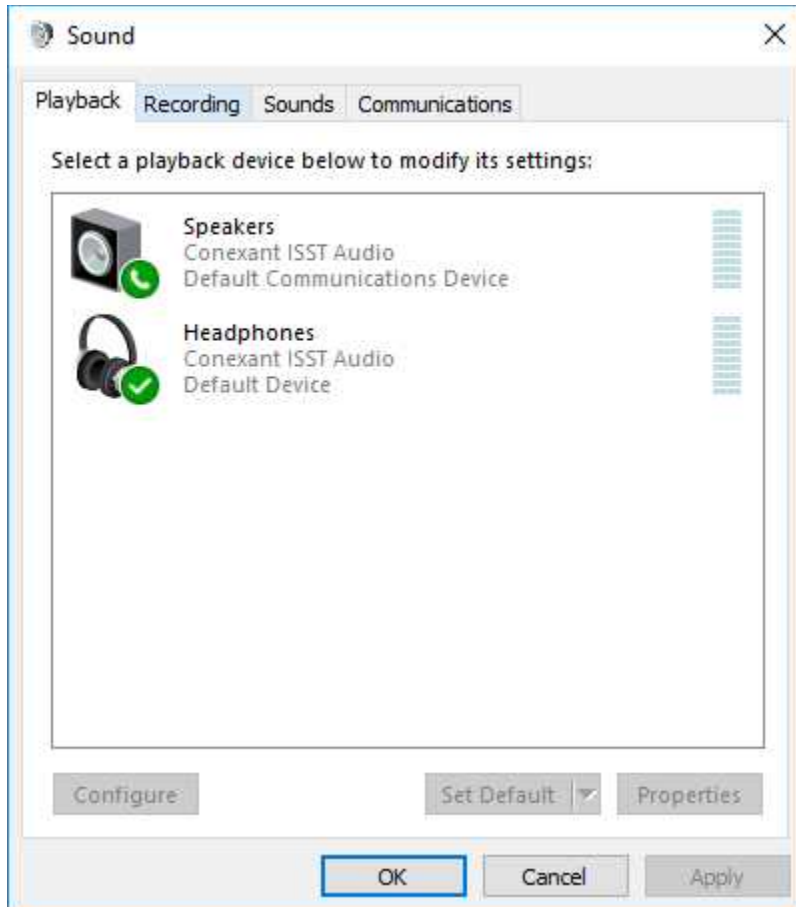 Sound
Playback Recording Sounds Communications
Select a playback device below to modify its settings:
Speakers
Conexant ISST Audio
Default Communications Device
Headphones
Conexant ISST Audio
Default Device
Configure Set Default Properties
OK Cancel Apply